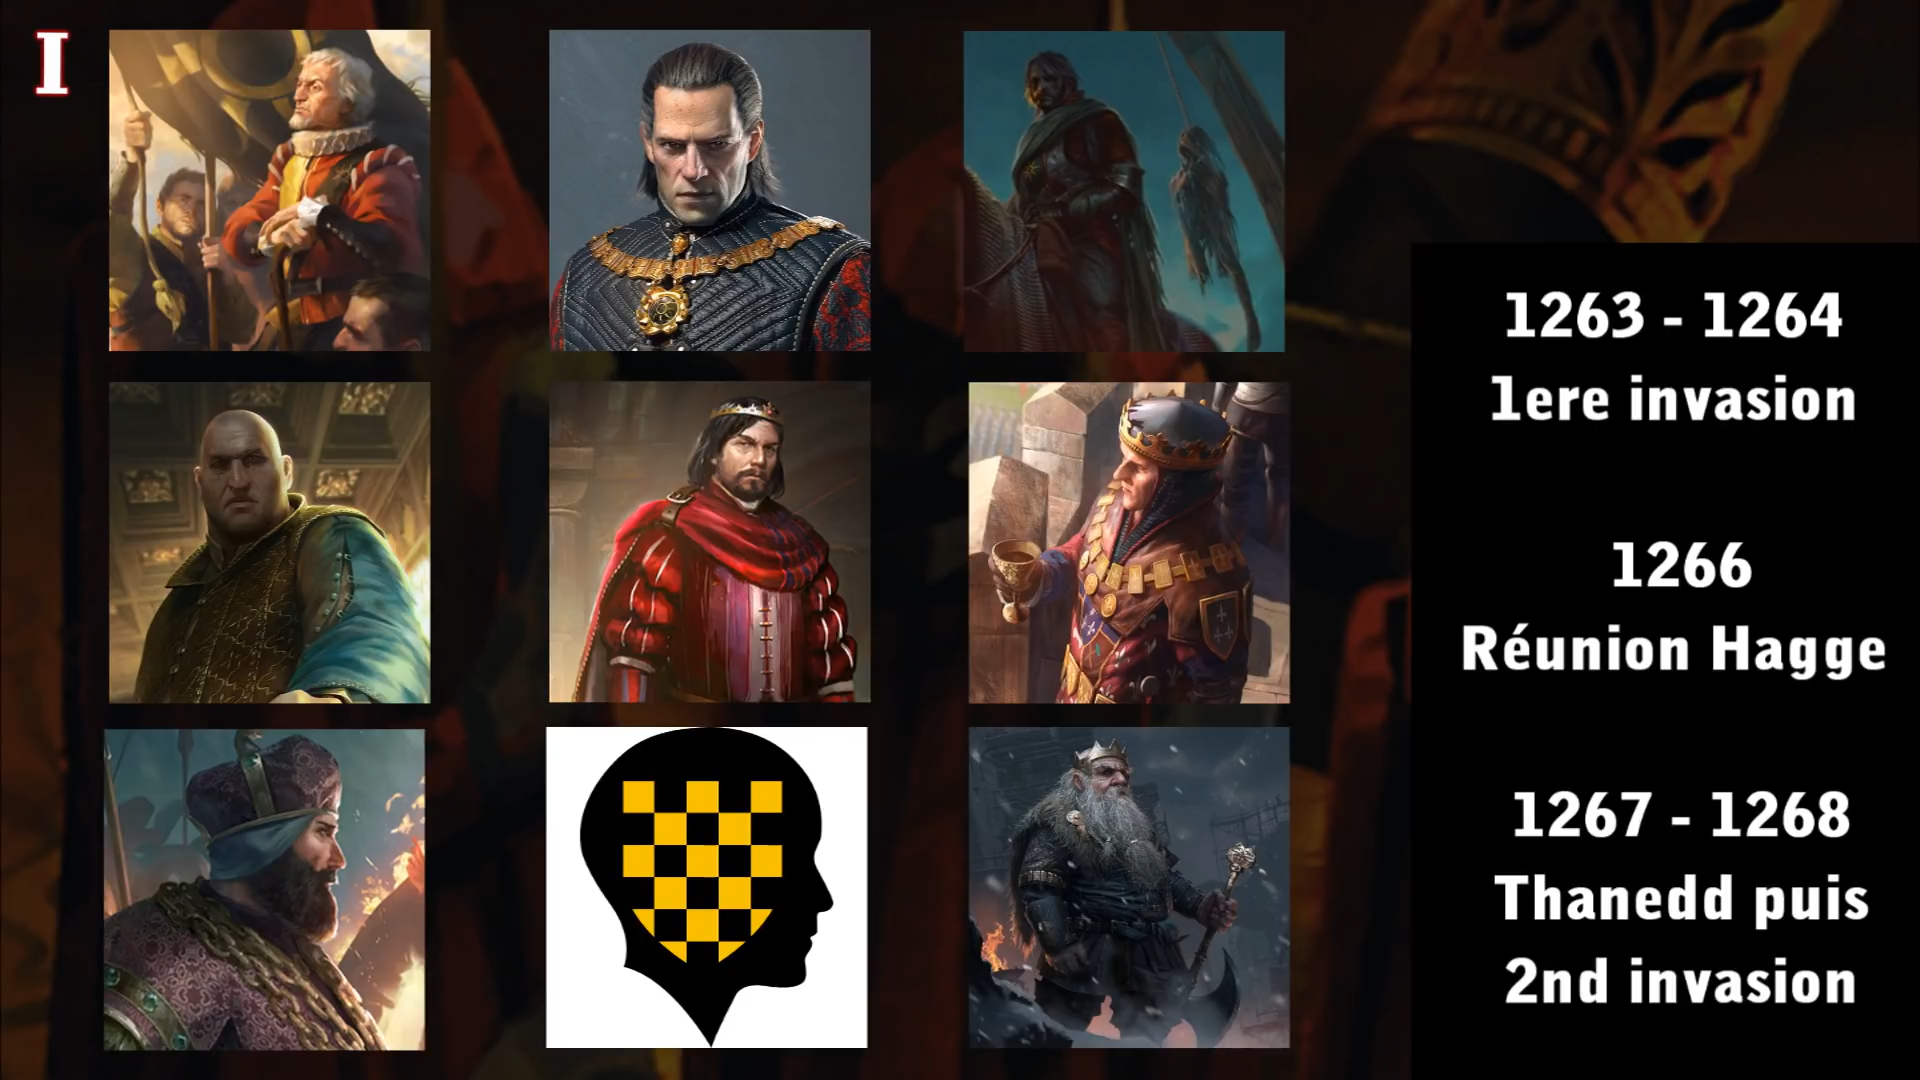 I
1263 - 1264
1ere invasion
1266
Réunion Hagge
1267 - 1268
Thanedd puis
2nd invasion